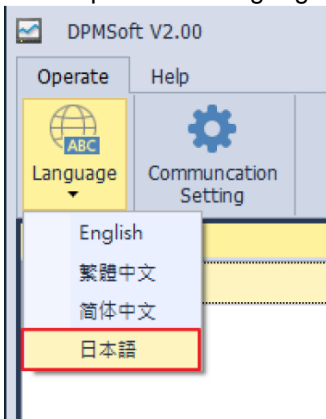 DPMSoft V2.00
Operate Help
ABC
Language
Communcation
Setting
English
繁體中文
简体中文
日本語